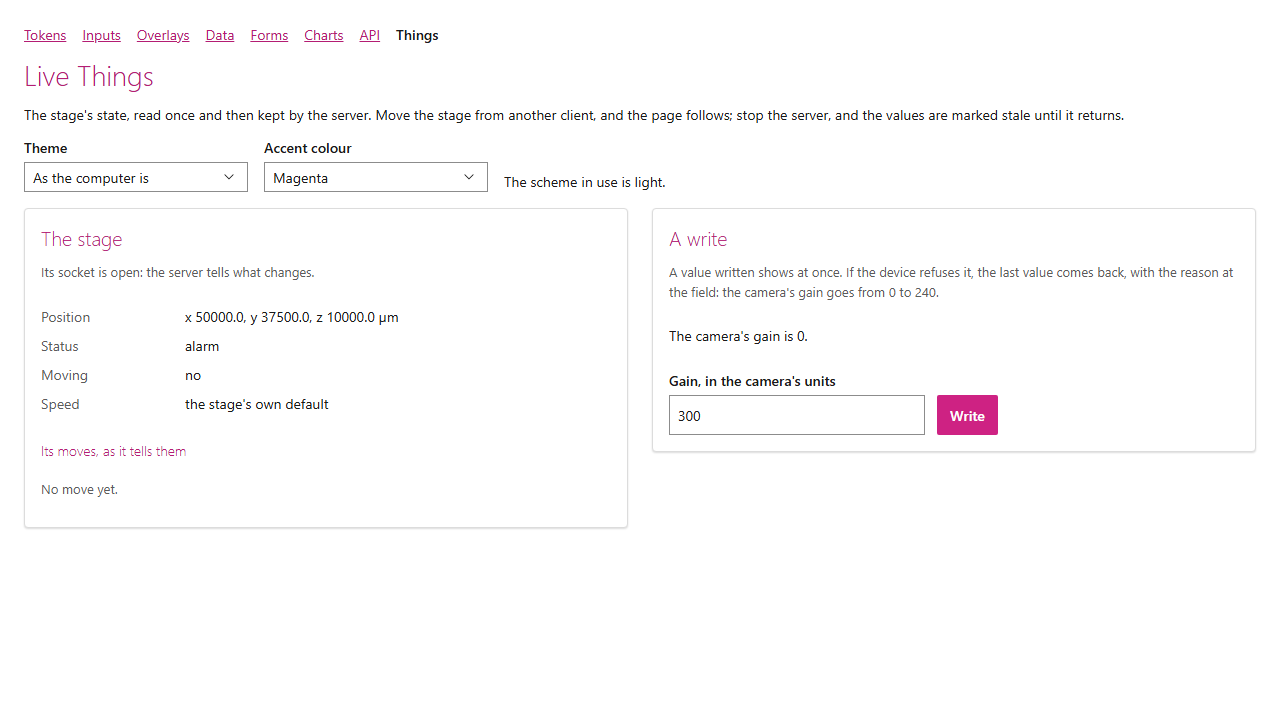 Tokens Inputs Overlays Data Forms Charts API Things
Live Things
The stage's state, read once and then kept by the server. Move the stage from another client, and the page follows; stop the server, and the values are marked stale until it returns.
Theme Accent colour
As the computer is Magenta The scheme in use is light.
The stage
Its socket is open: the server tells what changes.
Position x 50000.0, y 37500.0, z 10000.0 µm
Status alarm
Moving no
Speed the stage's own default
Its moves, as it tells them
No move yet.
A write
A value written shows at once. If the device refuses it, the last value comes back, with the reason at
the field: the camera's gain goes from 0 to 240.
The camera's gain is 0.
Gain, in the camera's units
300 Write